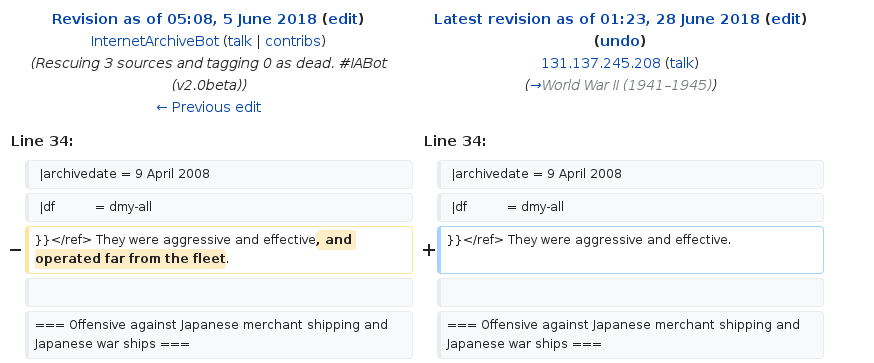 Revision as of 05:08, 5 June 2018 (edit)
InternetArchiveBot (talk | contribs)
(Rescuing 3 sources and tagging 0 as dead. #IABot
(v2.0beta))
← Previous edit
Latest revision as of 01:23, 28 June 2018 (edit)
(undo)
131.137.245.208 (talk)
(→World War II (1941–1945))
Line 34:
Line 34:
|archivedate = 9 April 2008
|archivedate = 9 April 2008
|df = dmy-all
|df = dmy-all
− }}</ref> They were aggressive and effective, and
operated far from the fleet.
+ }}</ref> They were aggressive and effective.
=== Offensive against Japanese merchant shipping and
Japanese war ships ===
=== Offensive against Japanese merchant shipping and
Japanese war ships ===